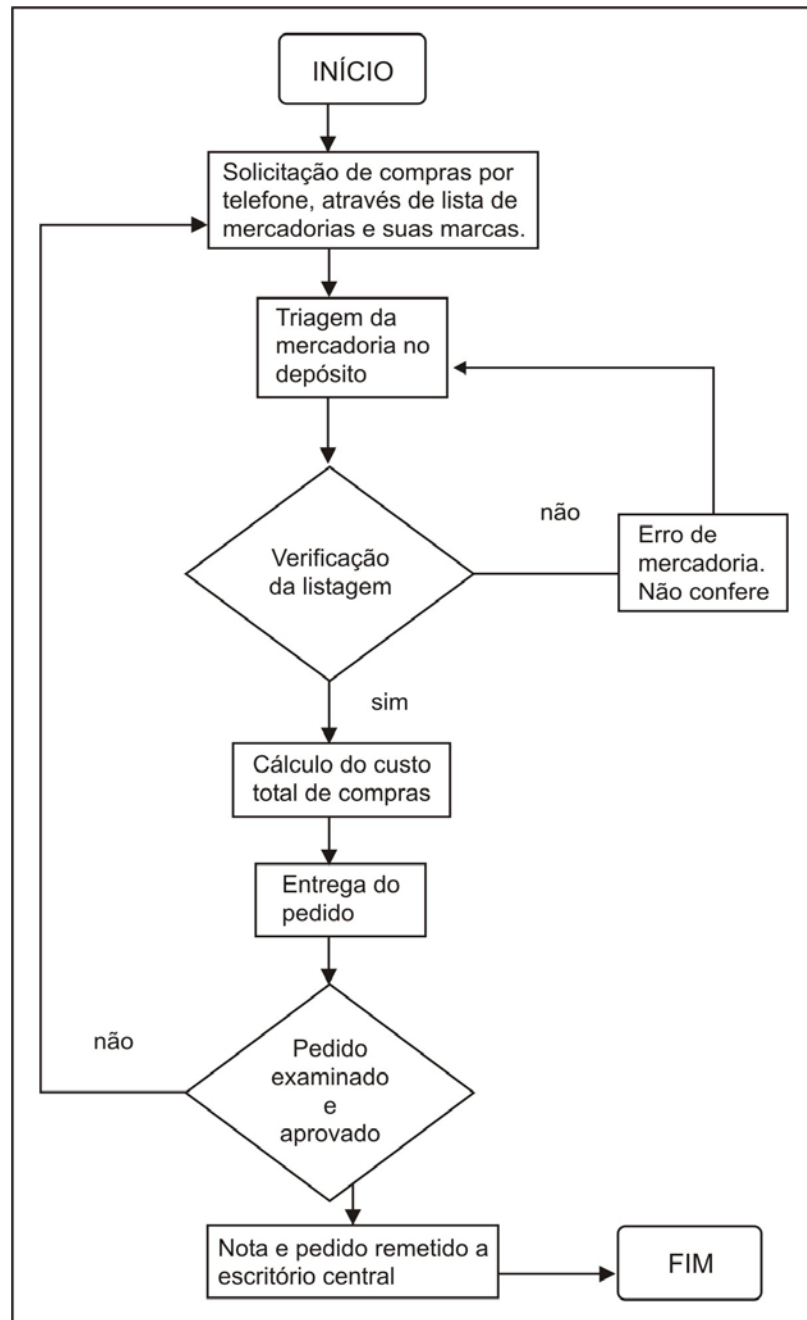 INÍCIO
Solicitação de compras por
telefone, através de lista de
mercadorias e suas marcas.
Triagem da
mercadoria no
depósito
não
Erro de
mercadoria.
Não confere
Verificação
da listagem
sim
Cálculo do custo
total de compras
Entrega do
pedido
não
Pedido
examinado
e
aprovado
Nota e pedido remetido a
escritório central
FIM